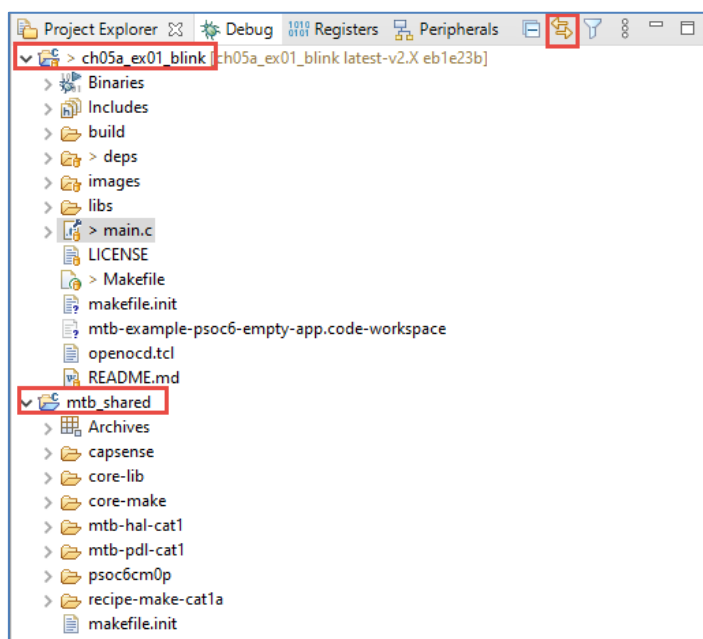 Project Explorer Debug 1010 0101 Registers Peripherals
> ch05a_ex01_blink [ch05a_ex01_blink latest-v2.X eb1e23b]
Binaries
Includes
build
> deps
images
libs
> main.c
LICENSE
> Makefile
makefile.init
mtb-example-psoc6-empty-app.code-workspace
openocd.tcl
README.md
mtb_shared
Archives
capsense
core-lib
core-make
mtb-hal-cat1
mtb-pdl-cat1
psoc6cm0p
recipe-make-cat1a
makefile.init